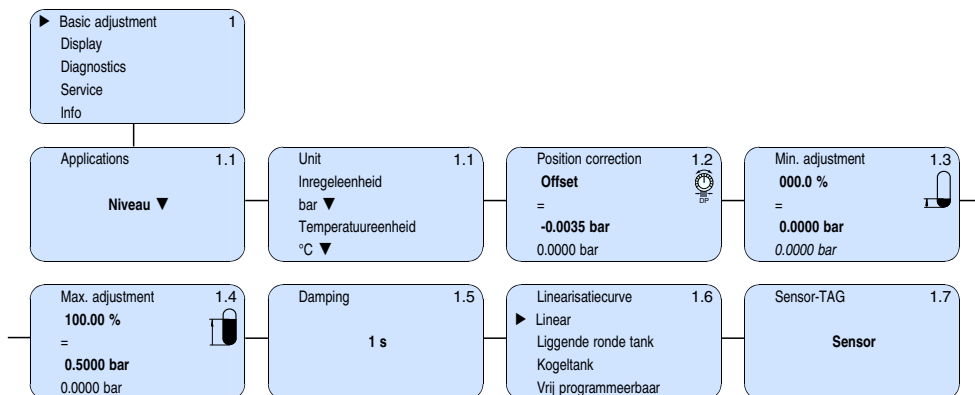 ▶ Basic adjustment 1
Display
Diagnostics
Service
Info
Applications 1.1
Niveau ▼
Unit 1.1
Inregeleenheid
bar ▼
Temperatuureenheid
°C ▼
Position correction 1.2
Offset
=
-0.0035 bar
0.0000 bar
DP
Min. adjustment 1.3
000.0 %
=
0.0000 bar
0.0000 bar
Max. adjustment 1.4
100.00 %
=
0.5000 bar
0.0000 bar
Damping 1.5
1 s
Linearisatiecurve 1.6
▶ Linear
Liggende ronde tank
Kogeltank
Vrij programmeerbaar
Sensor-TAG 1.7
Sensor